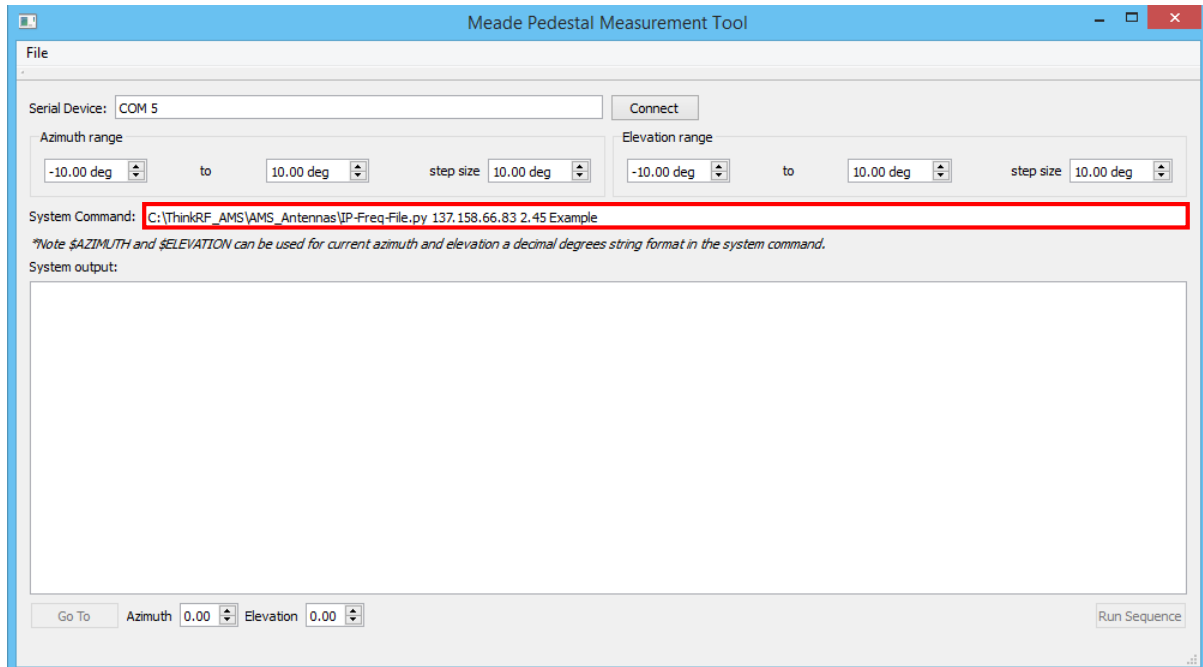 Meade Pedestal Measurement Tool
File
Serial Device: COM 5 Connect
Azimuth range Elevation range
-10.00 deg to 10.00 deg step size 10.00 deg -10.00 deg to 10.00 deg step size 10.00 deg
System Command: C:\ThinkRF_AMS\AMS_Antennas\IP-Freq-File.py 137.158.66.83 2.45 Example
*Note $AZIMUTH and $ELEVATION can be used for current azimuth and elevation a decimal degrees string format in the system command.
System output:
Go To Azimuth 0.00 Elevation 0.00 Run Sequence